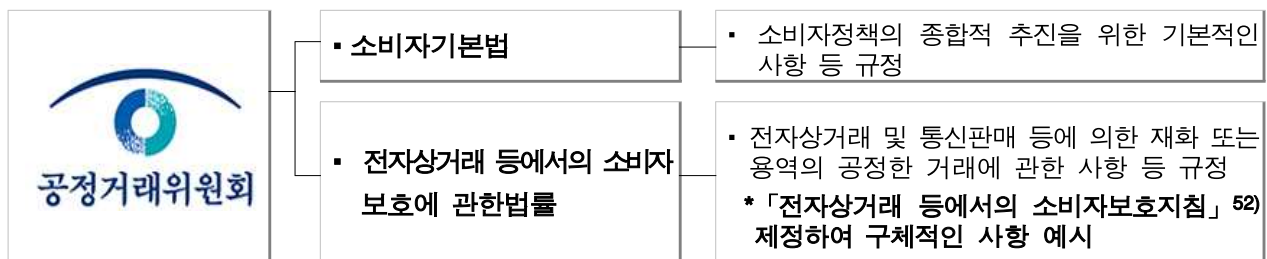 공정거래위원회
▪ 소비자기본법
▪ 소비자정책의 종합적 추진을 위한 기본적인
사항 등 규정
▪ 전자상거래 등에서의 소비자
보호에 관한법률
▪ 전자상거래 및 통신판매 등에 의한 재화 또는
용역의 공정한 거래에 관한 사항 등 규정
*「전자상거래 등에서의 소비자보호지침」52)
제정하여 구체적인 사항 예시